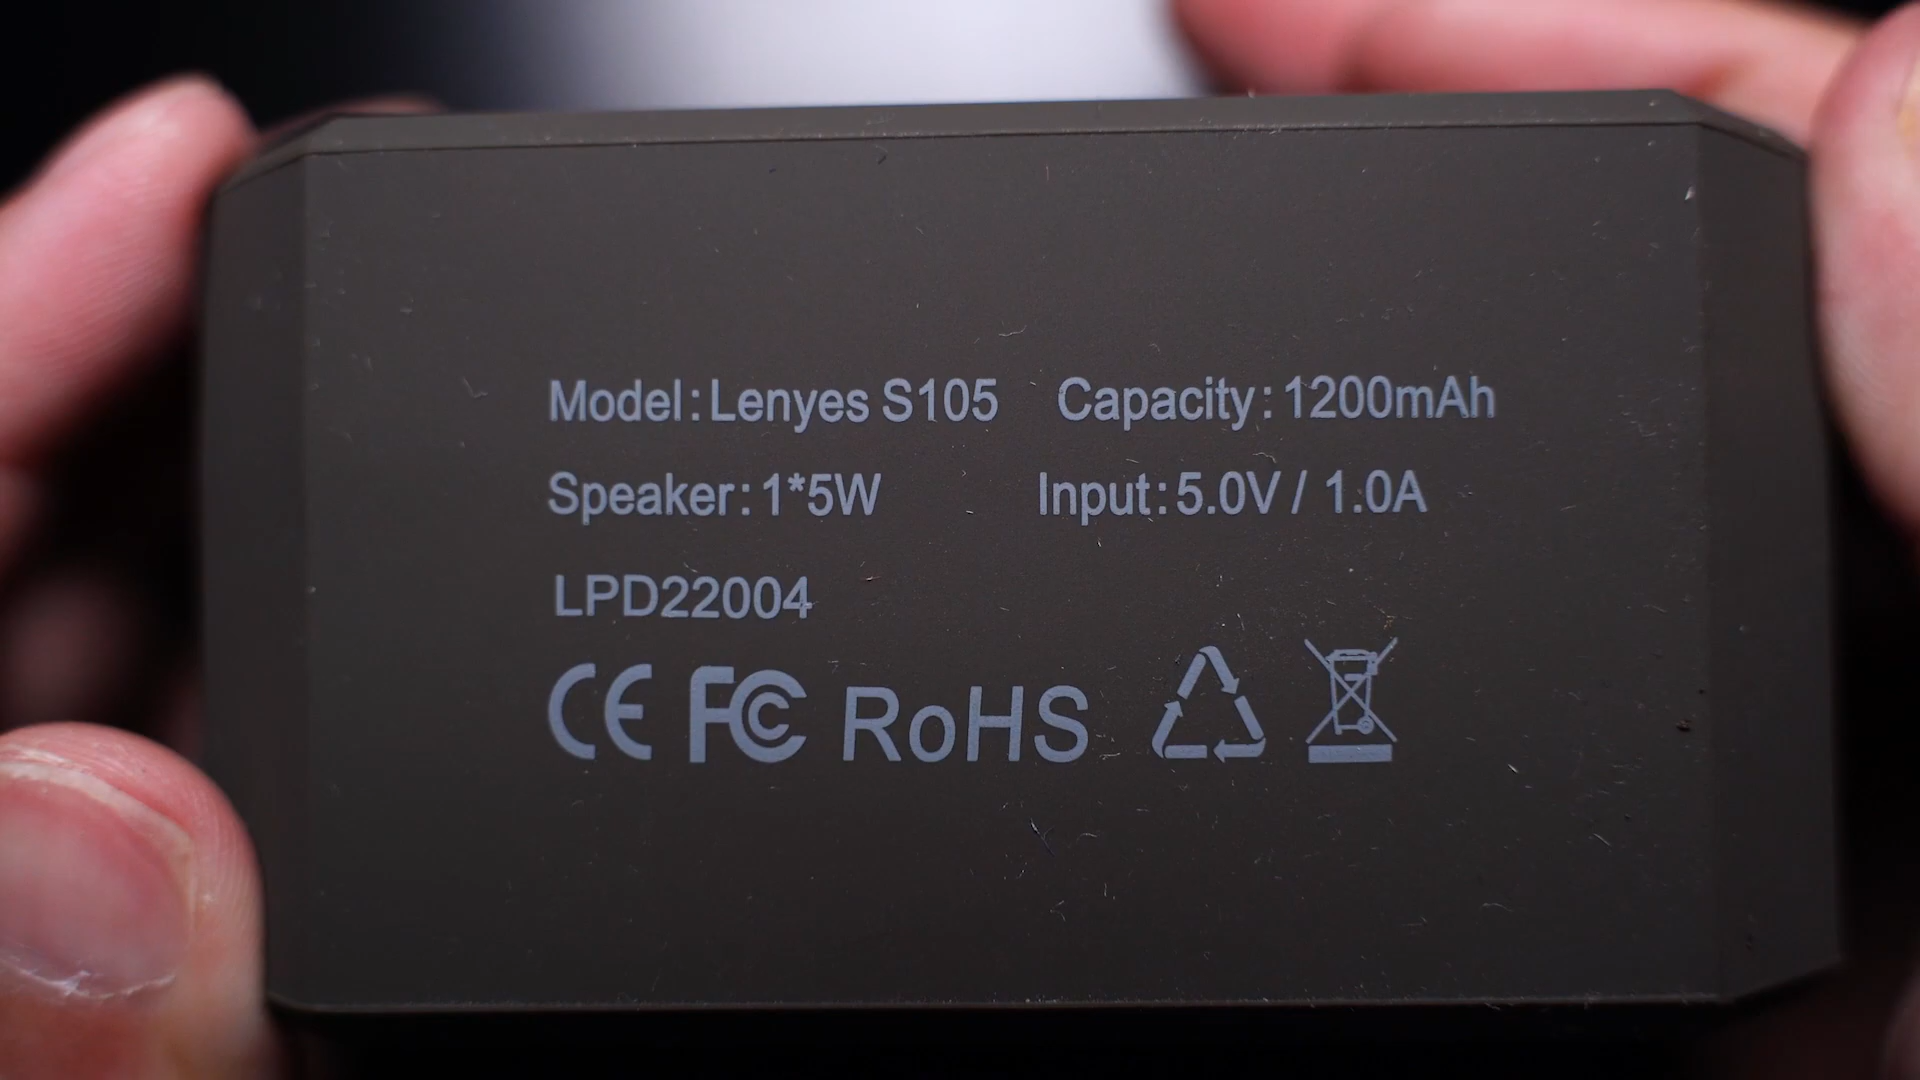 Model: Lenyes S105 Capacity: 1200mAh
Speaker: 1*5W Input: 5.0V / 1.0A
LPD22004
CE FC RoHS